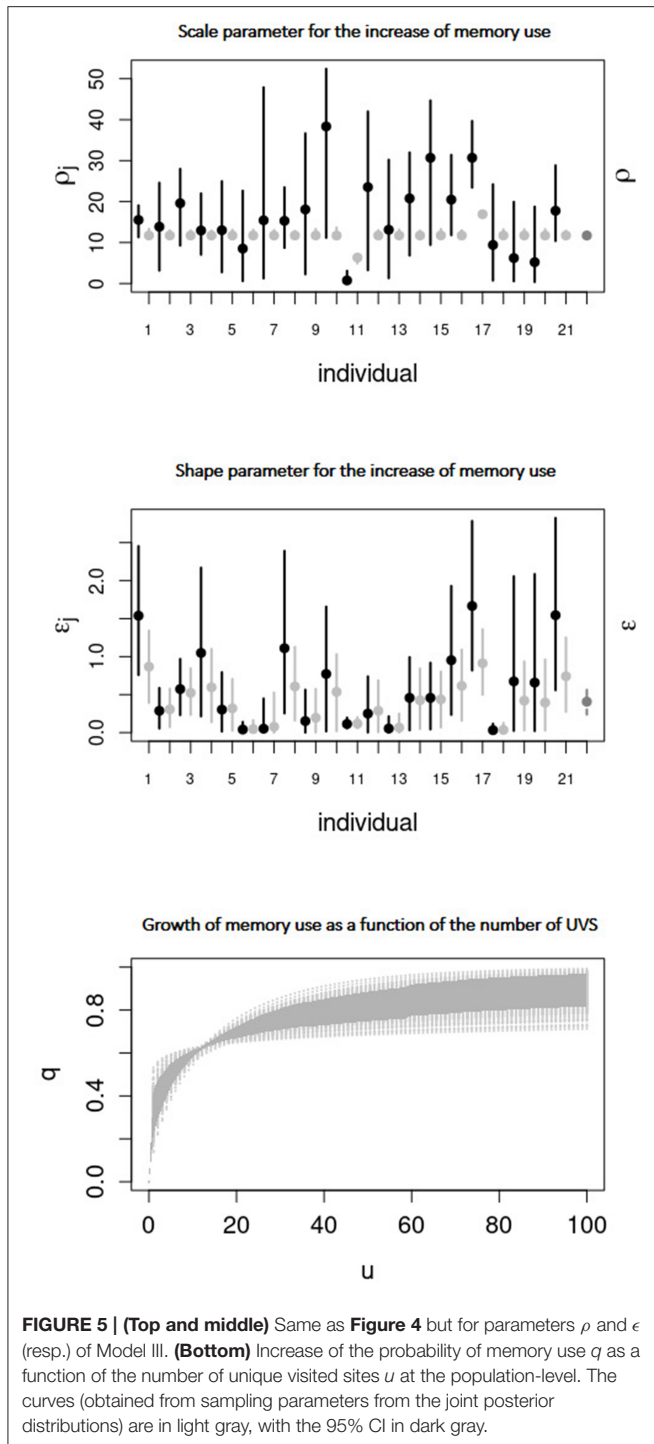 Scale parameter for the increase of memory use
50
40
30
20
10
0
ρj
ρ
1 3 5 7 9 11 13 15 17 19 21
individual
Shape parameter for the increase of memory use
2.0
1.0
0.0
εj
ε
1 3 5 7 9 11 13 15 17 19 21
individual
Growth of memory use as a function of the number of UVS
0.8
0.4
0.0
q
0 20 40 60 80 100
u
FIGURE 5 | (Top and middle) Same as Figure 4 but for parameters ρ and ϵ
(resp.) of Model III. (Bottom) Increase of the probability of memory use q as a
function of the number of unique visited sites u at the population-level. The
curves (obtained from sampling parameters from the joint posterior
distributions) are in light gray, with the 95% CI in dark gray.